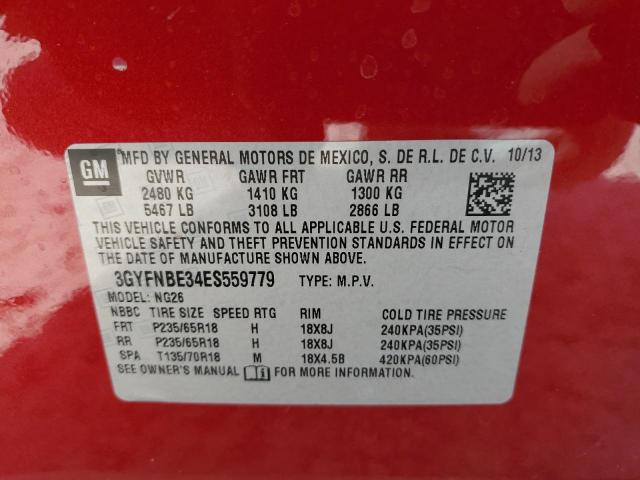 GM
MFD BY GENERAL MOTORS DE MEXICO, S. DE R.L. DE C.V. 10/13
GVWR GAWR FRT GAWR RR
2480 KG 1410 KG 1300 KG
5467 LB 3108 LB 2866 LB
THIS VEHICLE CONFORMS TO ALL APPLICABLE U.S. FEDERAL MOTOR
VEHICLE SAFETY AND THEFT PREVENTION STANDARDS IN EFFECT ON
THE DATE OF MANUFACTURE SHOWN ABOVE.
3GYFNBE34ES559779 TYPE: M.P.V.
MODEL: NG26
NBBC TIRE SIZE SPEED RTG RIM COLD TIRE PRESSURE
FRT P235/65R18 H 18X8J 240KPA(35PSI)
RR P235/65R18 H 18X8J 240KPA(35PSI)
SPA T135/70R18 M 18X4.5B 420KPA(60PSI)
SEE OWNER'S MANUAL FOR MORE INFORMATION.